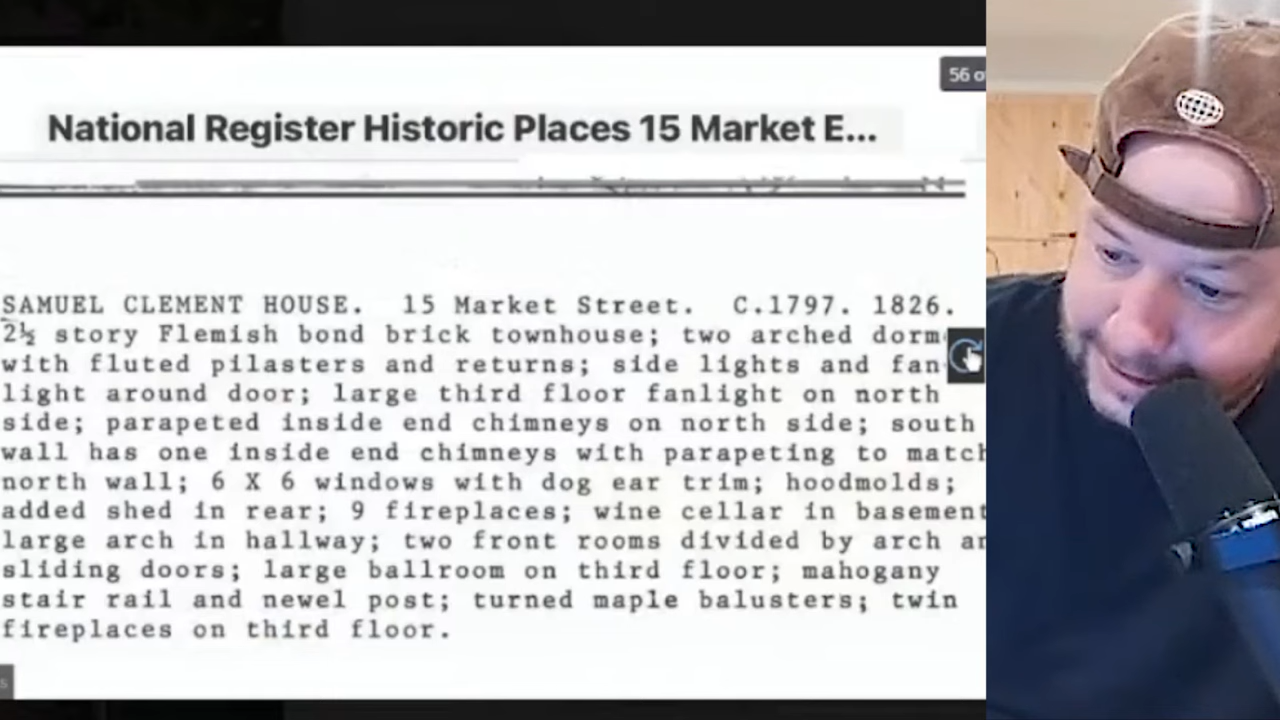 56 o
National Register Historic Places 15 Market E...
SAMUEL CLEMENT HOUSE. 15 Market Street. C.1797. 1826.
2½ story Flemish bond brick townhouse; two arched dorm
with fluted pilasters and returns; side lights and fan
light around door; large third floor fanlight on north
side; parapeted inside end chimneys on north side; south
wall has one inside end chimneys with parapeting to match
north wall; 6 X 6 windows with dog ear trim; hoodmolds;
added shed in rear; 9 fireplaces; wine cellar in basement
large arch in hallway; two front rooms divided by arch an
sliding doors; large ballroom on third floor; mahogany
stair rail and newel post; turned maple balusters; twin
fireplaces on third floor.
s